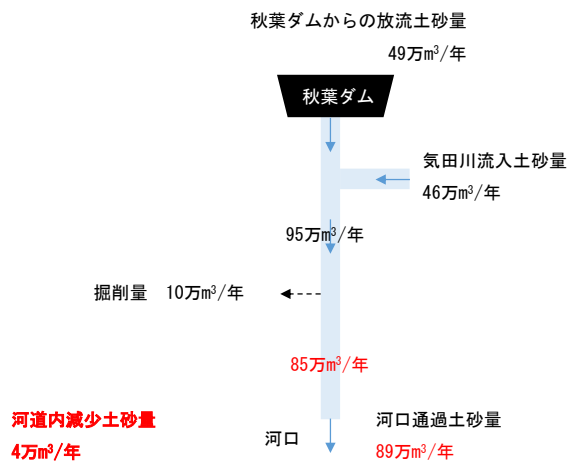 秋葉ダムからの放流土砂量
49万m³/年
秋葉ダム
気田川流入土砂量
46万m³/年
95万m³/年
掘削量　10万m³/年
85万m³/年
河道内減少土砂量
4万m³/年
河口
河口通過土砂量
89万m³/年